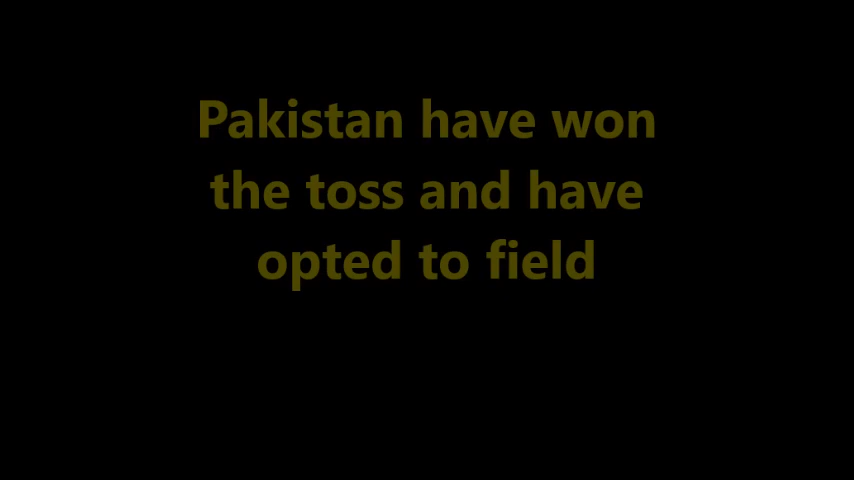 Pakistan have won
the toss and have
opted to field